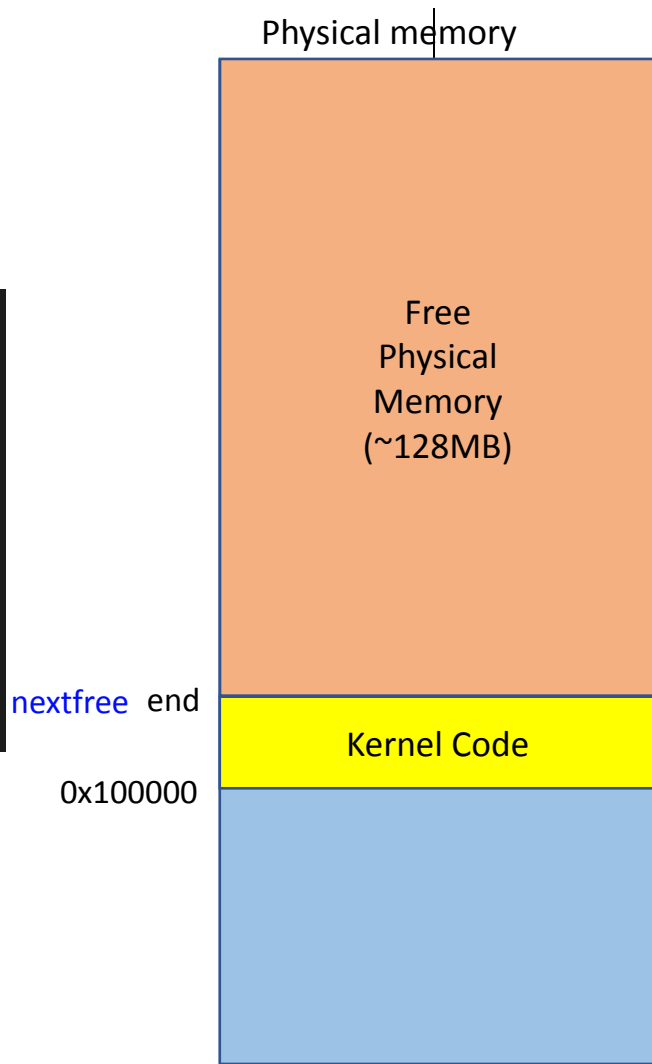 Physical memory
Free
Physical
Memory
(~128MB)
nextfree end
Kernel Code
0x100000